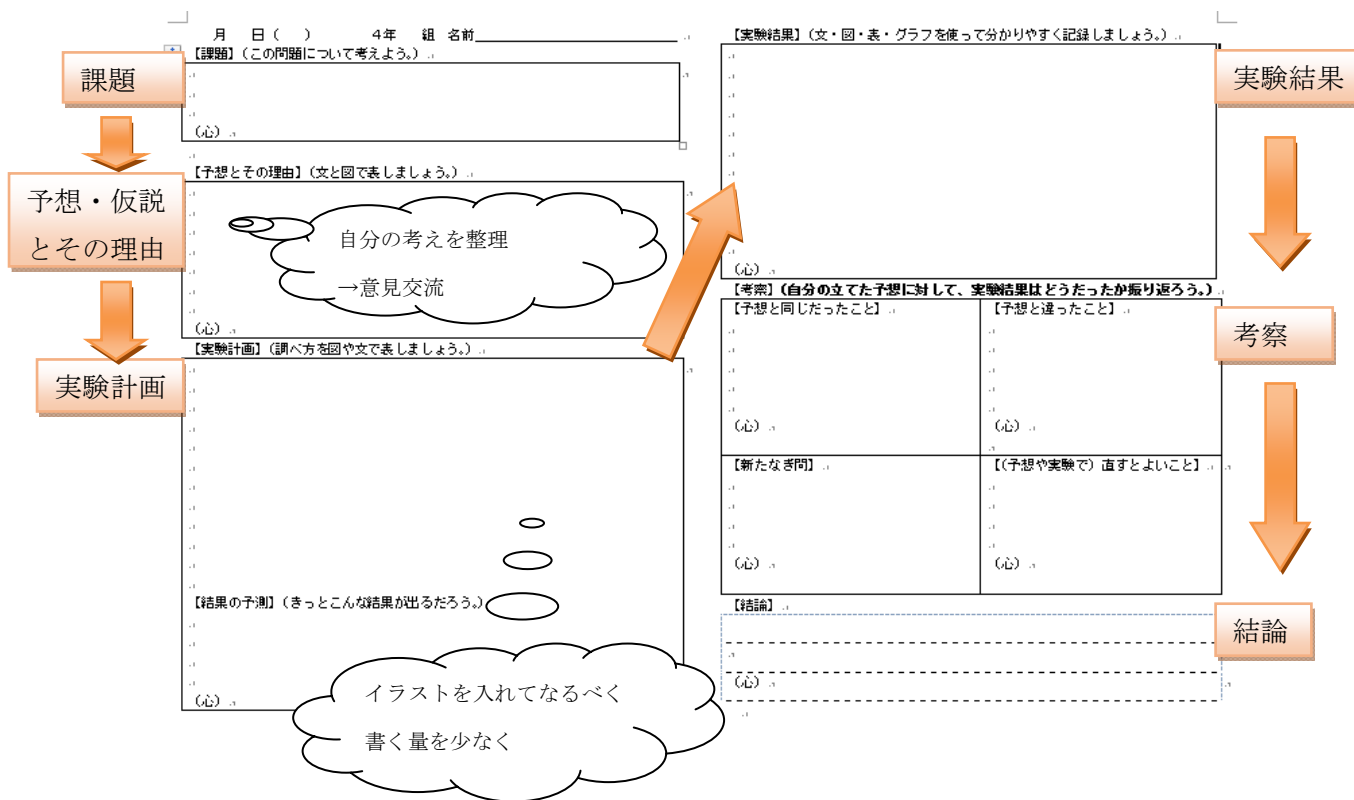 月 日( ) 4年 組 名前
【課題】(この問題について考えよう。)
(心)
課題
【予想とその理由】(文と図で表しましょう。)
予想・仮説
とその理由
自分の考えを整理
→意見交流
(心)
【実験計画】(調べ方を図や文で表しましょう。)
実験計画
【結果の予測】(きっとこんな結果が出るだろう。)
(心)
イラストを入れてなるべく
書く量を少なく
【実験結果】(文・図・表・グラフを使って分かりやすく記録しましょう。)
実験結果
(心)
【考察】(自分の立てた予想に対して、実験結果はどうだったか振り返ろう。)
【予想と同じだったこと】
(心)
【予想と違ったこと】
(心)
考察
【新たなぎ問】
(心)
【(予想や実験で)直すとよいこと】
(心)
【結論】
(心)
結論